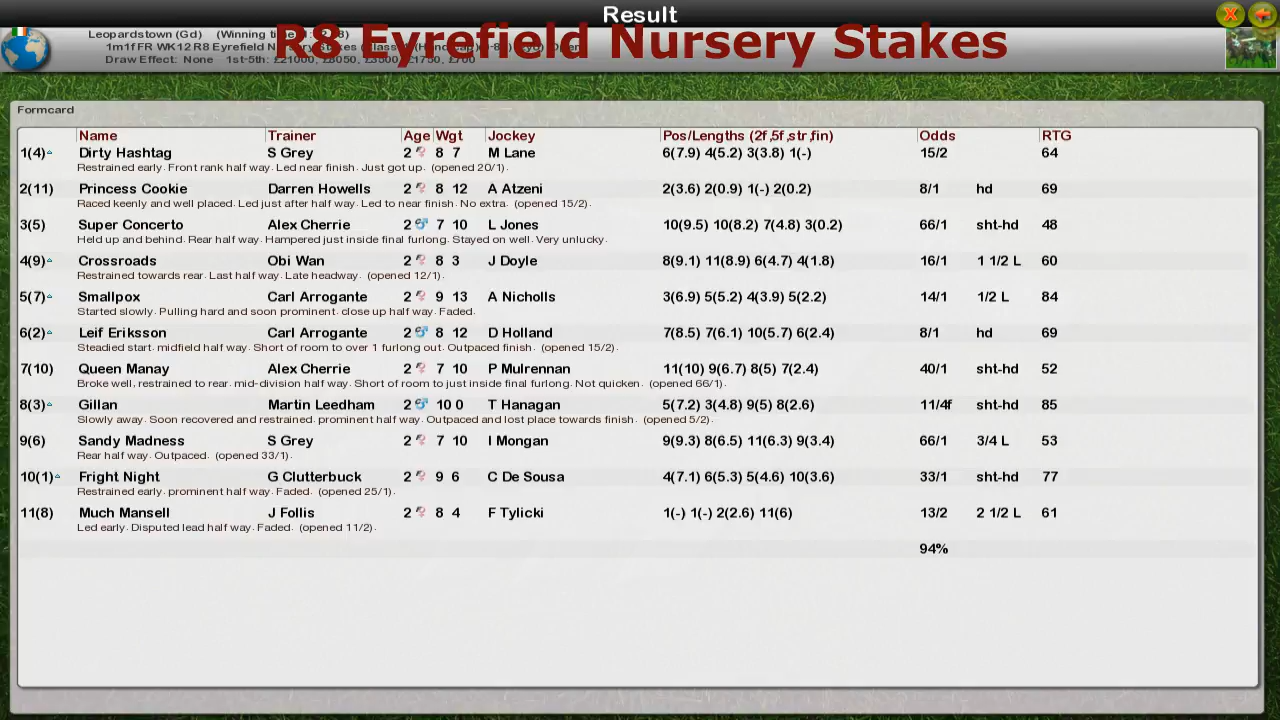 Result
R8 Eyrefield Nursery Stakes
Leopardstown (Gd) (Winning
1m1f FR WK12 R8 Eyrefield
Draw Effect: None 1st-5th: £21000, £8050, £3500, £1750, £700
Formcard
Name Trainer Age Wgt Jockey Pos/Lengths (2f,5f,str,fin) Odds RTG
1(4) Dirty Hashtag S Grey 2 8 7 M Lane 6(7.9) 4(5.2) 3(3.8) 1(-) 15/2 64
Restrained early. Front rank half way. Led near finish. Just got up. (opened 20/1).
2(11) Princess Cookie Darren Howells 2 8 12 A Atzeni 2(3.6) 2(0.9) 1(-) 2(0.2) 8/1 hd 69
Raced keenly and well placed. Led just after half way. Led to near finish. No extra. (opened 15/2).
3(5) Super Concerto Alex Cherrie 2 7 10 L Jones 10(9.5) 10(8.2) 7(4.8) 3(0.2) 66/1 sht-hd 48
Held up and behind. Rear half way. Hampered just inside final furlong. Stayed on well. Very unlucky.
4(9) Crossroads Obi Wan 2 8 3 J Doyle 8(9.1) 11(8.9) 6(4.7) 4(1.8) 16/1 1 1/2 L 60
Restrained towards rear. Last half way. Late headway. (opened 12/1).
5(7) Smallpox Carl Arrogante 2 9 13 A Nicholls 3(6.9) 5(5.2) 4(3.9) 5(2.2) 14/1 1/2 L 84
Started slowly. Pulling hard and soon prominent. close up half way. Faded.
6(2) Leif Eriksson Carl Arrogante 2 8 12 D Holland 7(8.5) 7(6.1) 10(5.7) 6(2.4) 8/1 hd 69
Steadied start. midfield half way. Short of room to over 1 furlong out. Outpaced finish. (opened 15/2).
7(10) Queen Manay Alex Cherrie 2 7 10 P Mulrennan 11(10) 9(6.7) 8(5) 7(2.4) 40/1 sht-hd 52
Broke well, restrained to rear. mid-division half way. Short of room to just inside final furlong. Not quicken. (opened 66/1).
8(3) Gillan Martin Leedham 2 10 0 T Hanagan 5(7.2) 3(4.8) 9(5) 8(2.6) 11/4f sht-hd 85
Slowly away. Soon recovered and restrained. prominent half way. Outpaced and lost place towards finish. (opened 5/2).
9(6) Sandy Madness S Grey 2 7 10 I Mongan 9(9.3) 8(6.5) 11(6.3) 9(3.4) 66/1 3/4 L 53
Rear half way. Outpaced. (opened 33/1).
10(1) Fright Night G Clutterbuck 2 9 6 C De Sousa 4(7.1) 6(5.3) 5(4.6) 10(3.6) 33/1 sht-hd 77
Restrained early. prominent half way. Faded. (opened 25/1).
11(8) Much Mansell J Follis 2 8 4 F Tylicki 1(-) 1(-) 2(2.6) 11(6) 13/2 2 1/2 L 61
Led early. Disputed lead half way. Faded. (opened 11/2).
94%